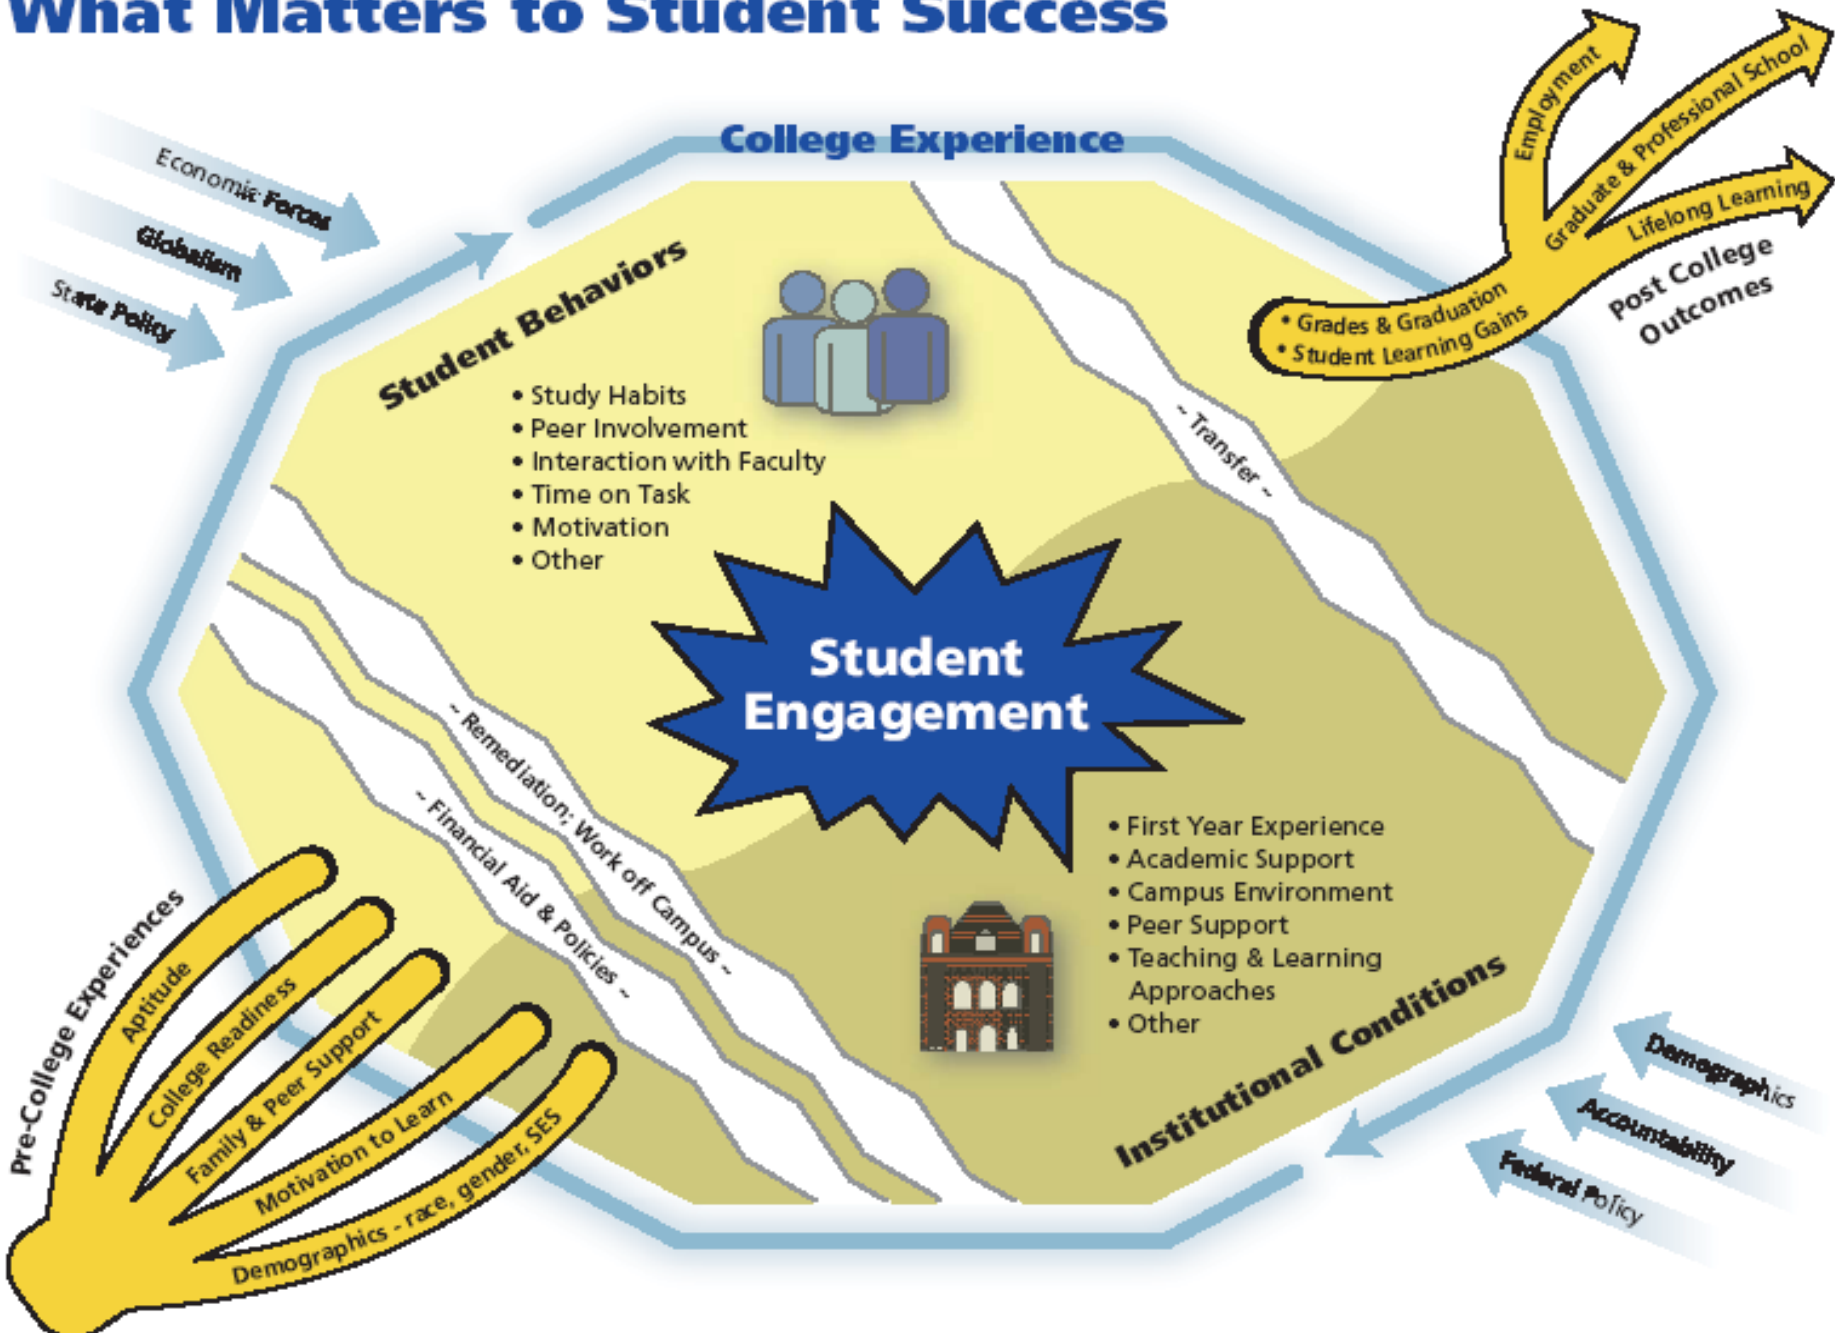 What Matters to Student Success
College Experience
Economic Forces
Globalism
State Policy
Employment
Graduate & Professional School
Lifelong Learning
• Grades & Graduation
• Student Learning Gains
Post College
Outcomes
Student Behaviors
• Study Habits
• Peer Involvement
• Interaction with Faculty
• Time on Task
• Motivation
• Other
~ Transfer ~
Student
Engagement
~ Remediation; Work off Campus ~
~ Financial Aid & Policies ~
• First Year Experience
• Academic Support
• Campus Environment
• Peer Support
• Teaching & Learning
Approaches
• Other
Institutional Conditions
Pre-College Experiences
Aptitude
College Readiness
Family & Peer Support
Motivation to Learn
Demographics - race, gender, SES
Demographics
Accountability
Federal Policy